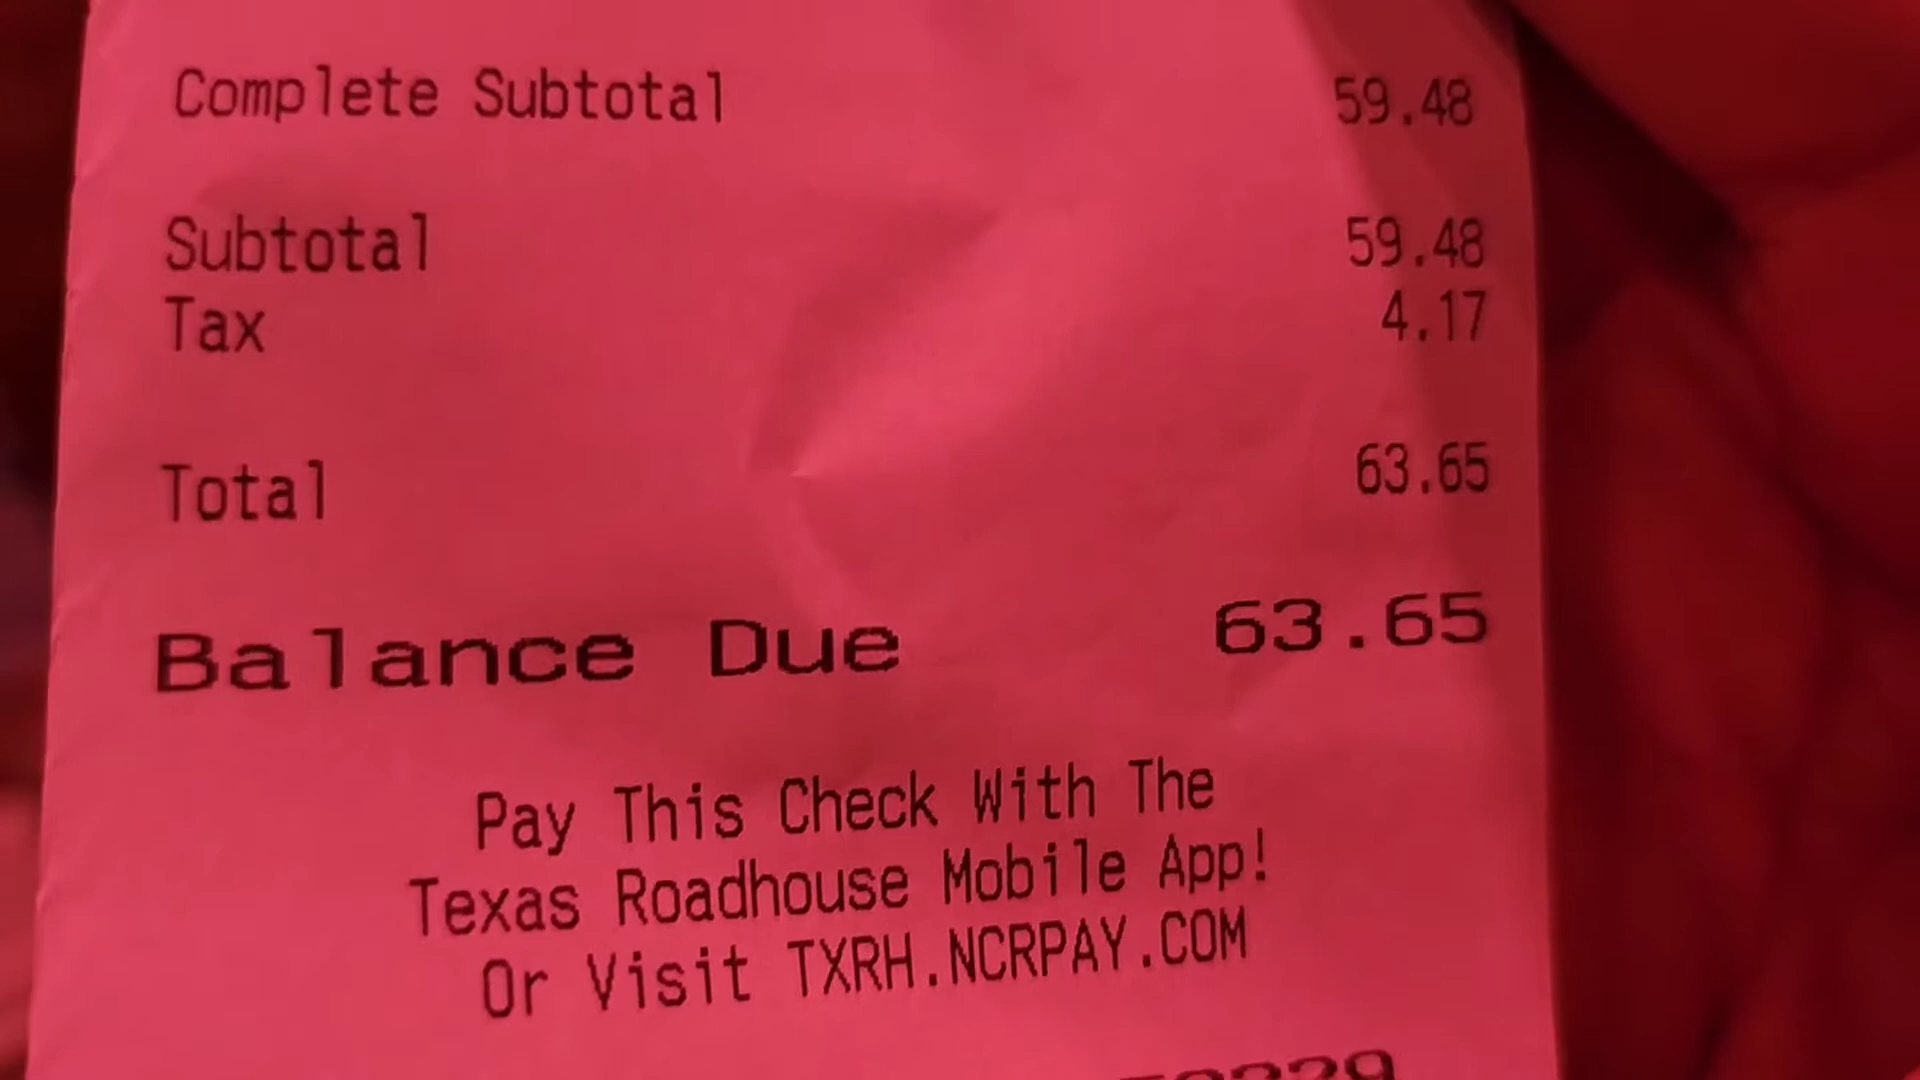 Complete Subtotal 59.48
Subtotal 59.48
Tax 4.17
Total 63.65
Balance Due 63.65
Pay This Check With The
Texas Roadhouse Mobile App!
Or Visit TXRH.NCRPAY.COM